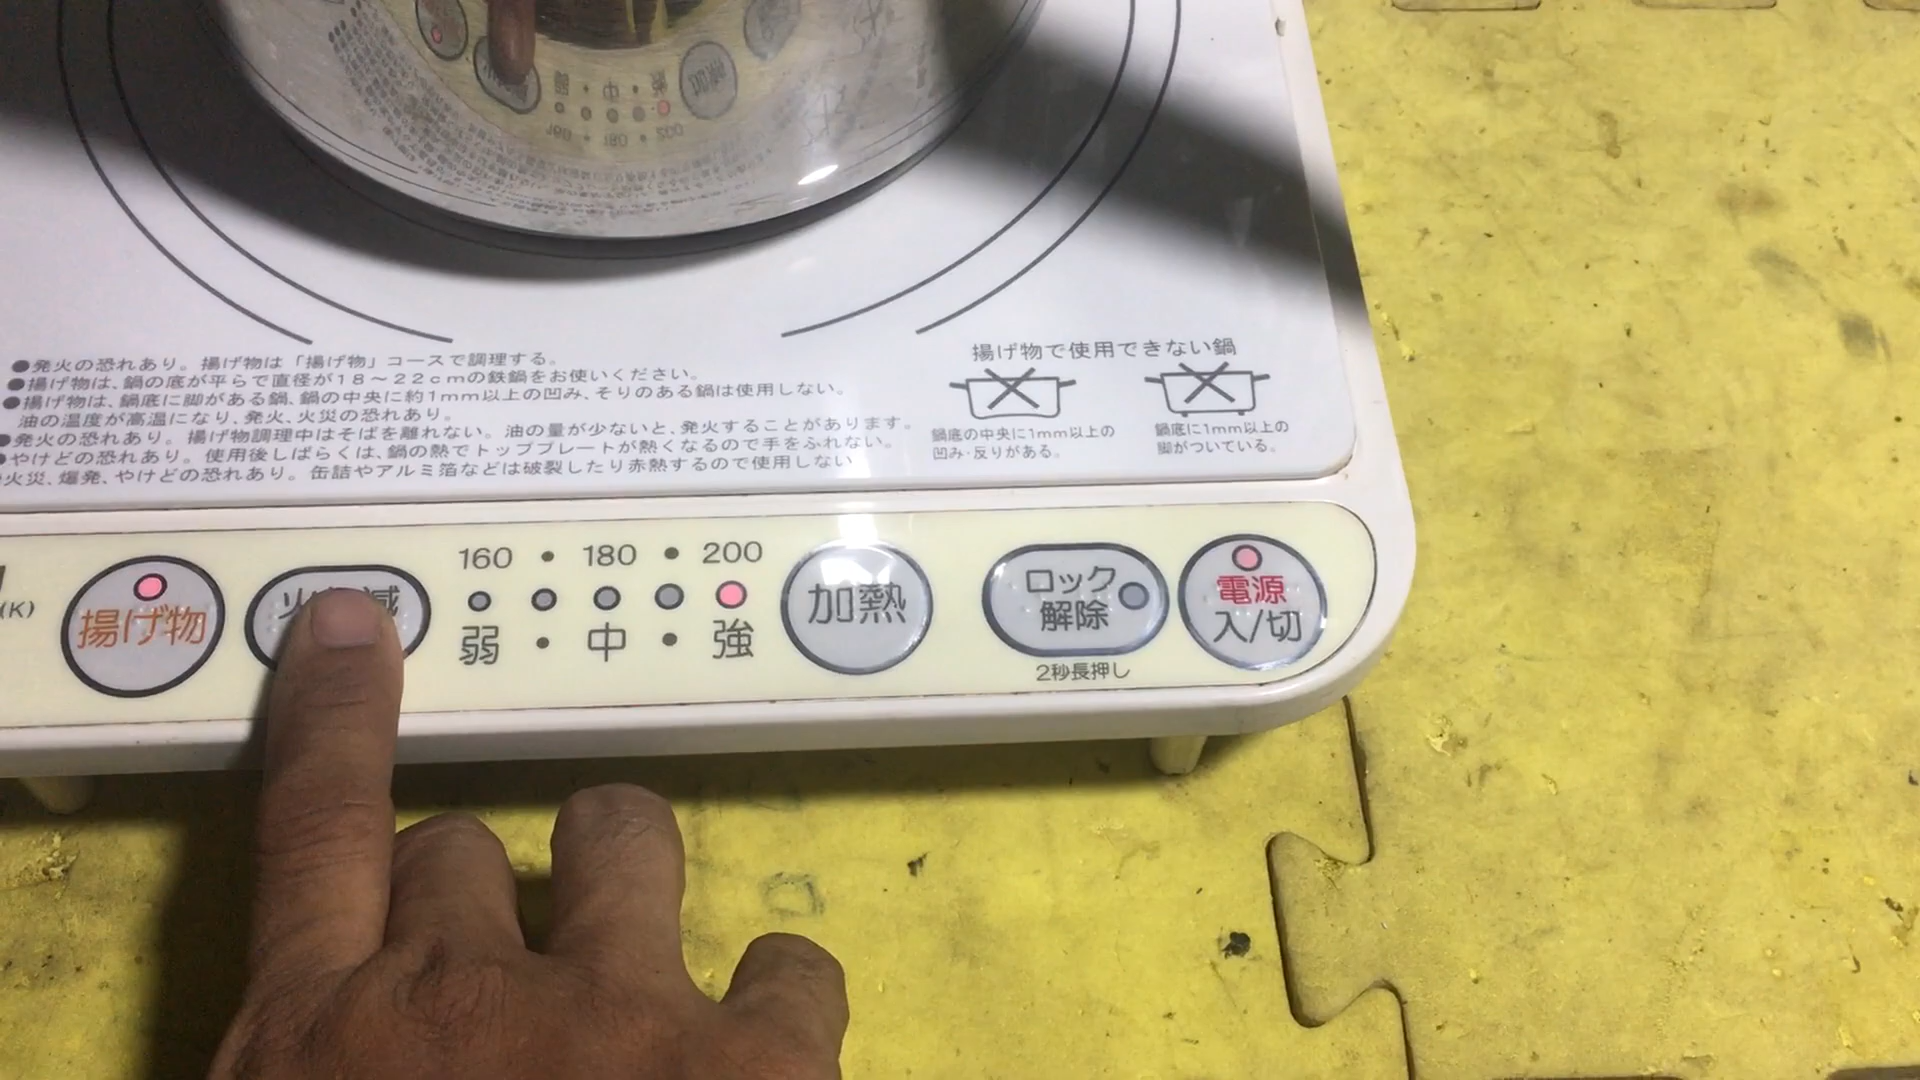 ●発火の恐れあり。揚げ物は「揚げ物」コースで調理する。
●揚げ物は、鍋の底が平らで直径が18～22cmの鉄鍋をお使いください。
●揚げ物は、鍋底に脚がある鍋、鍋の中央に約1mm以上の凹み、そりのある鍋は使用しない。
油の温度が高温になり、発火、火災の恐れあり。
●発火の恐れあり。揚げ物調理中はそばを離れない。油の量が少ないと、発火することがあります。
●やけどの恐れあり。使用後しばらくは、鍋の熱でトッププレートが熱くなるので手をふれない。
●火災、爆発、やけどの恐れあり。缶詰やアルミ箔などは破裂したり赤熱するので使用しない
揚げ物で使用できない鍋
鍋底の中央に1mm以上の
凹み・反りがある。
鍋底に1mm以上の
脚がついている。
(K)
揚げ物
火 減
160 • 180 • 200
弱 • 中 • 強
加熱
ロック
解除
2秒長押し
電源
入/切